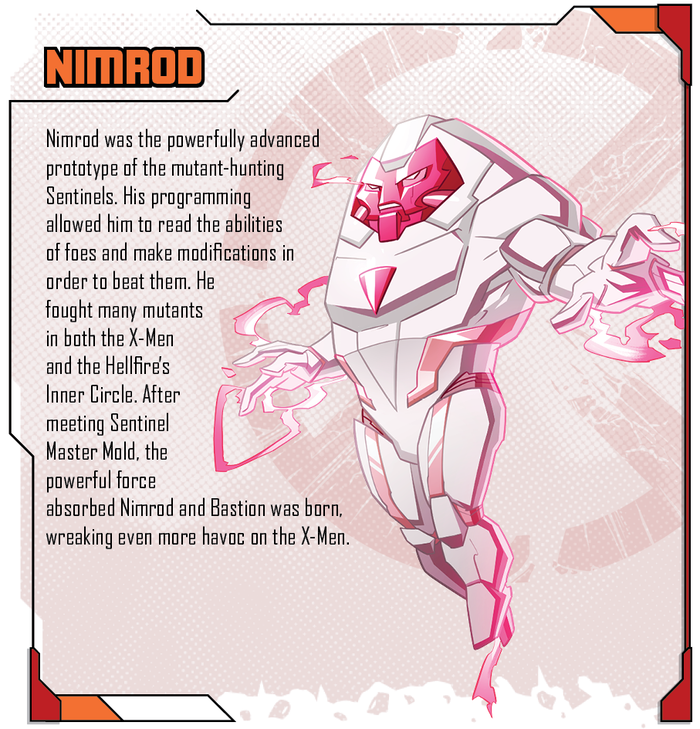 NIMROD
Nimrod was the powerfully advanced
prototype of the mutant-hunting
Sentinels. His programming
allowed him to read the abilities
of foes and make modifications in
order to beat them. He
fought many mutants
in both the X-Men
and the Hellfire's
Inner Circle. After
meeting Sentinel
Master Mold, the
powerful force
absorbed Nimrod and Bastion was born,
wreaking even more havoc on the X-Men.